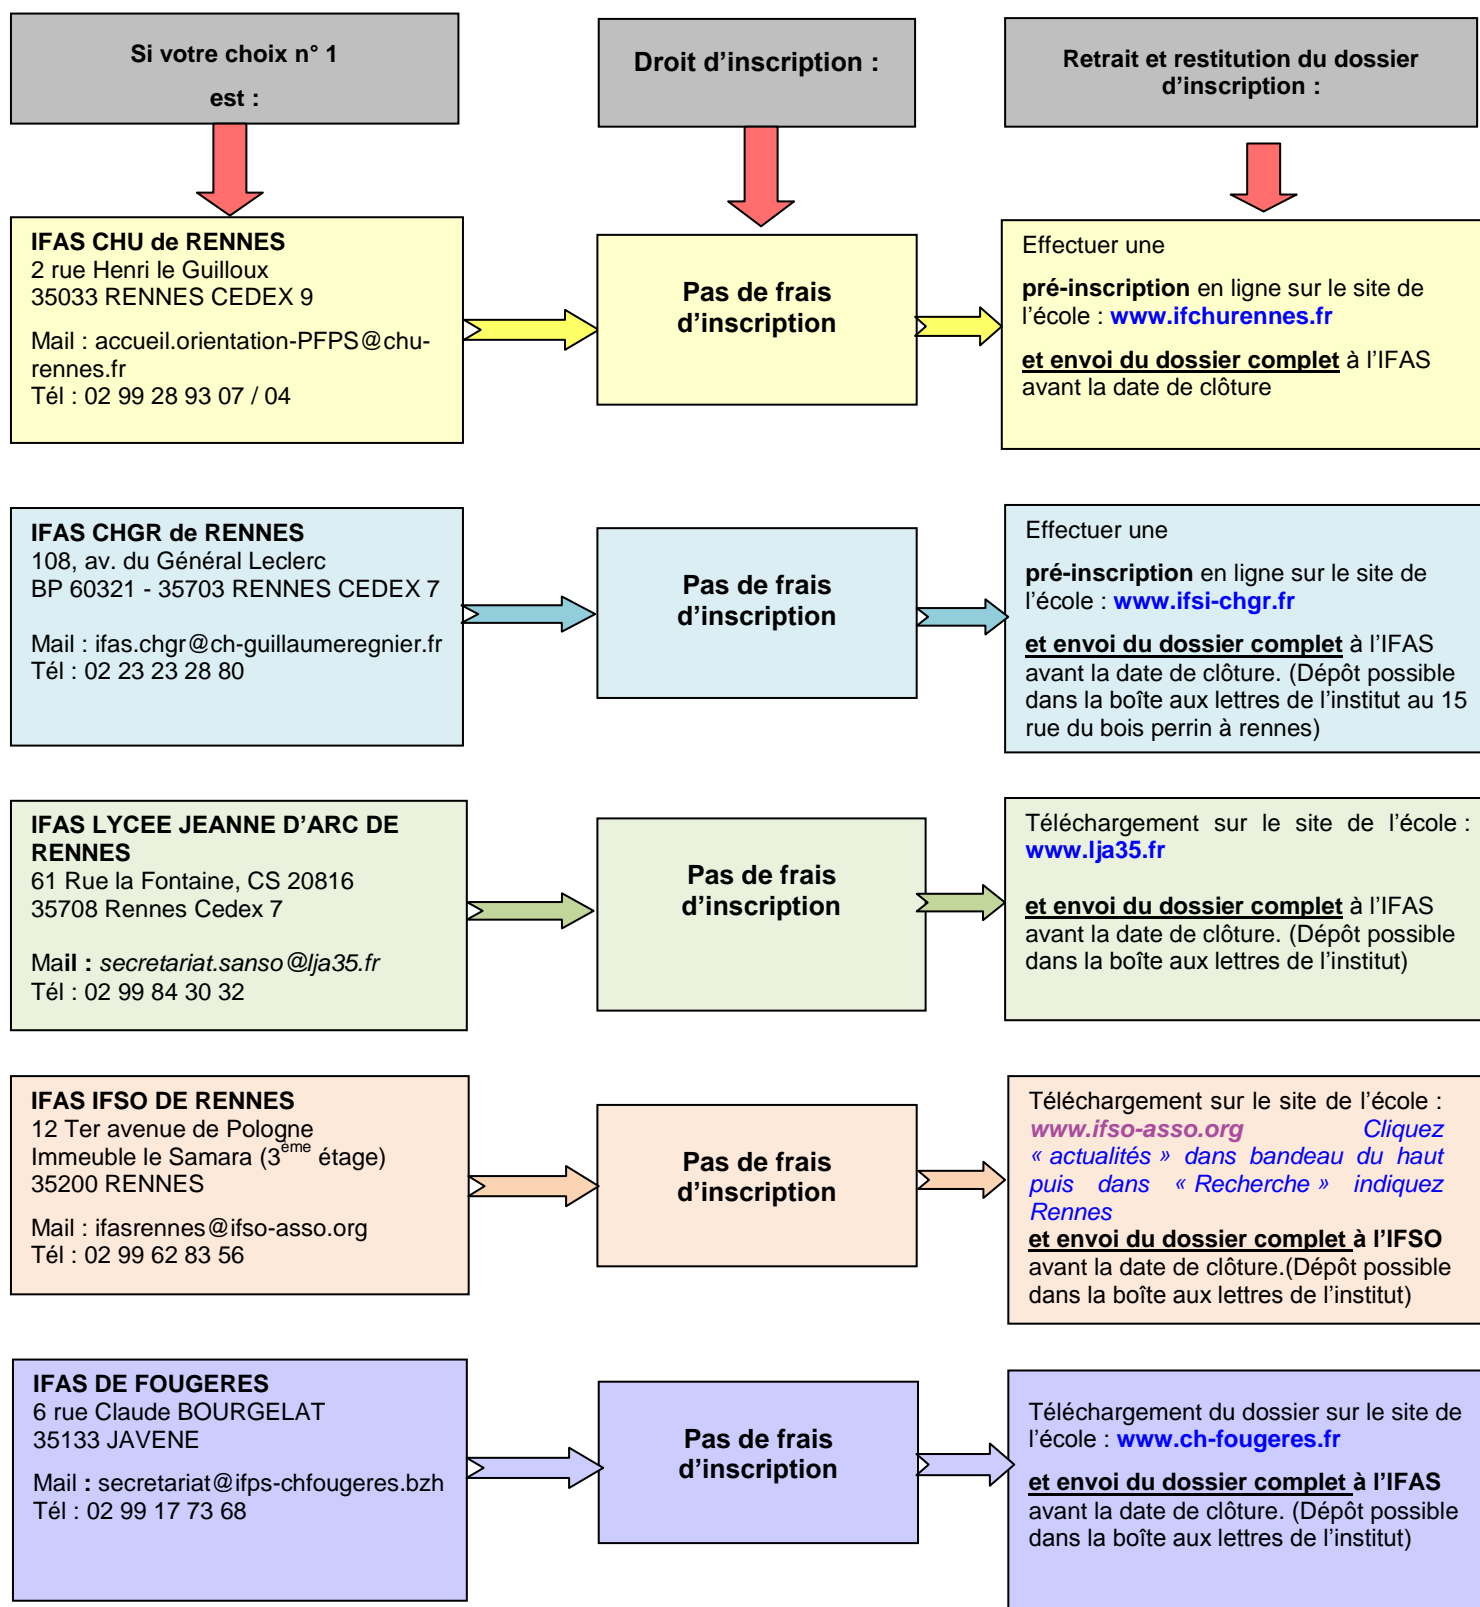 Si votre choix n° 1
est :
Droit d’inscription :
Retrait et restitution du dossier
d’inscription :
IFAS CHU de RENNES
2 rue Henri le Guilloux
35033 RENNES CEDEX 9
Mail : accueil.orientation-PFPS@chu-
rennes.fr
Tél : 02 99 28 93 07 / 04
Pas de frais
d’inscription
Effectuer une
pré-inscription en ligne sur le site de
l’école : www.ifchurennes.fr
et envoi du dossier complet à l’IFAS
avant la date de clôture
IFAS CHGR de RENNES
108, av. du Général Leclerc
BP 60321 - 35703 RENNES CEDEX 7
Mail : ifas.chgr@ch-guillaumeregnier.fr
Tél : 02 23 23 28 80
Pas de frais
d’inscription
Effectuer une
pré-inscription en ligne sur le site de
l’école : www.ifsi-chgr.fr
et envoi du dossier complet à l’IFAS
avant la date de clôture. (Dépôt possible
dans la boîte aux lettres de l’institut au 15
rue du bois perrin à rennes)
IFAS LYCEE JEANNE D’ARC DE
RENNES
61 Rue la Fontaine, CS 20816
35708 Rennes Cedex 7
Mail : secretariat.sanso@lja35.fr
Tél : 02 99 84 30 32
Pas de frais
d’inscription
Téléchargement sur le site de l’école :
www.lja35.fr
et envoi du dossier complet à l’IFAS
avant la date de clôture. (Dépôt possible
dans la boîte aux lettres de l’institut)
IFAS IFSO DE RENNES
12 Ter avenue de Pologne
Immeuble le Samara (3ème étage)
35200 RENNES
Mail : ifasrennes@ifso-asso.org
Tél : 02 99 62 83 56
Pas de frais
d’inscription
Téléchargement sur le site de l’école :
www.ifso-asso.org Cliquez
« actualités » dans bandeau du haut
puis dans « Recherche » indiquez
Rennes
et envoi du dossier complet à l’IFSO
avant la date de clôture.(Dépôt possible
dans la boîte aux lettres de l’institut)
IFAS DE FOUGERES
6 rue Claude BOURGELAT
35133 JAVENE
Mail : secretariat@ifps-chfougeres.bzh
Tél : 02 99 17 73 68
Pas de frais
d’inscription
Téléchargement du dossier sur le site de
l’école : www.ch-fougeres.fr
et envoi du dossier complet à l’IFAS
avant la date de clôture. (Dépôt possible
dans la boîte aux lettres de l’institut)